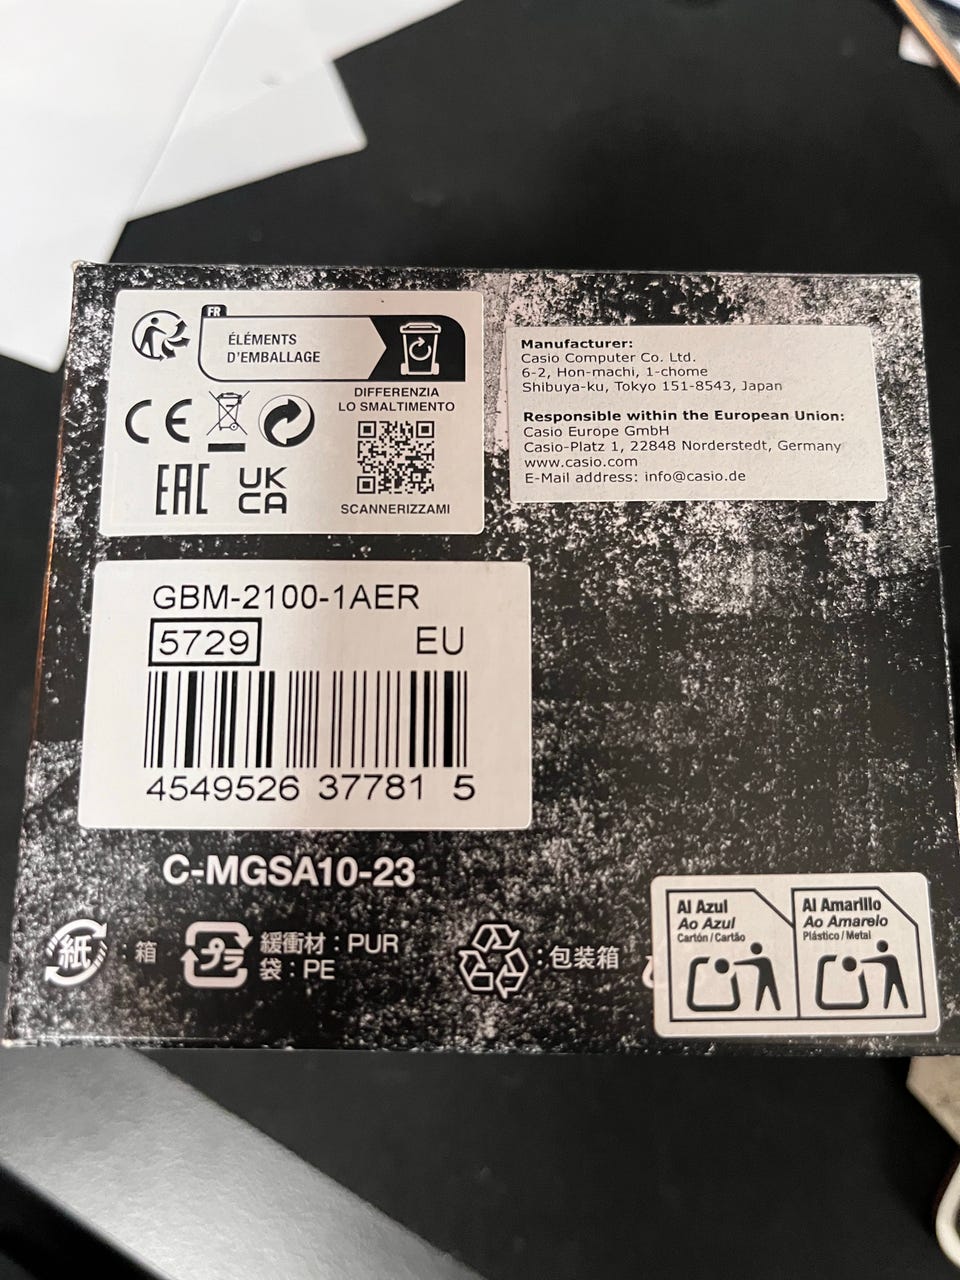 FR
ÉLÉMENTS
D'EMBALLAGE
DIFFERENZIA
LO SMALTIMENTO
CE
EAC
UK
CA
SCANNERIZZAMI
Manufacturer:
Casio Computer Co. Ltd.
6-2, Hon-machi, 1-chome
Shibuya-ku, Tokyo 151-8543, Japan
Responsible within the European Union:
Casio Europe GmbH
Casio-Platz 1, 22848 Norderstedt, Germany
www.casio.com
E-Mail address: info@casio.de
GBM-2100-1AER
5729 EU
4549526 37781 5
C-MGSA10-23
紙 : 箱
プラ 緩衝材 : PUR
袋 : PE
: 包装箱
Al Azul
Ao Azul
Cartón / Cartão
Al Amarillo
Ao Amarelo
Plástico / Metal